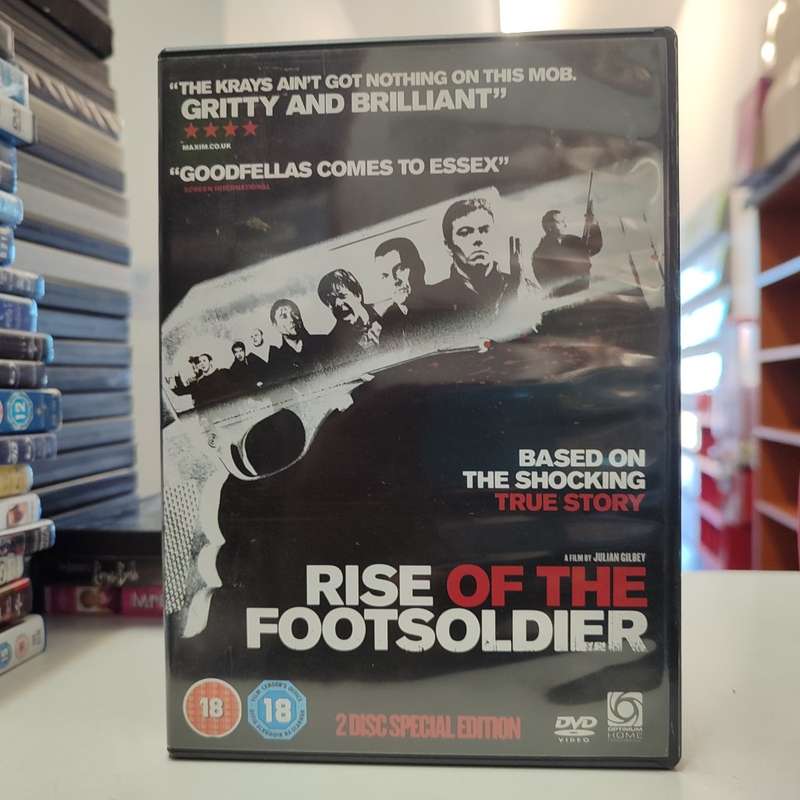 “THE KRAYS AIN'T GOT NOTHING ON THIS MOB.
GRITTY AND BRILLIANT”
MAXIM.CO.UK
“GOODFELLAS COMES TO ESSEX”
SCREEN INTERNATIONAL
BASED ON
THE SHOCKING
TRUE STORY
A FILM BY JULIAN GILBEY
RISE OF THE
FOOTSOLDIER
18
18
2 DISC SPECIAL EDITION
DVD
VIDEO
OPTIMUM
HOME
12